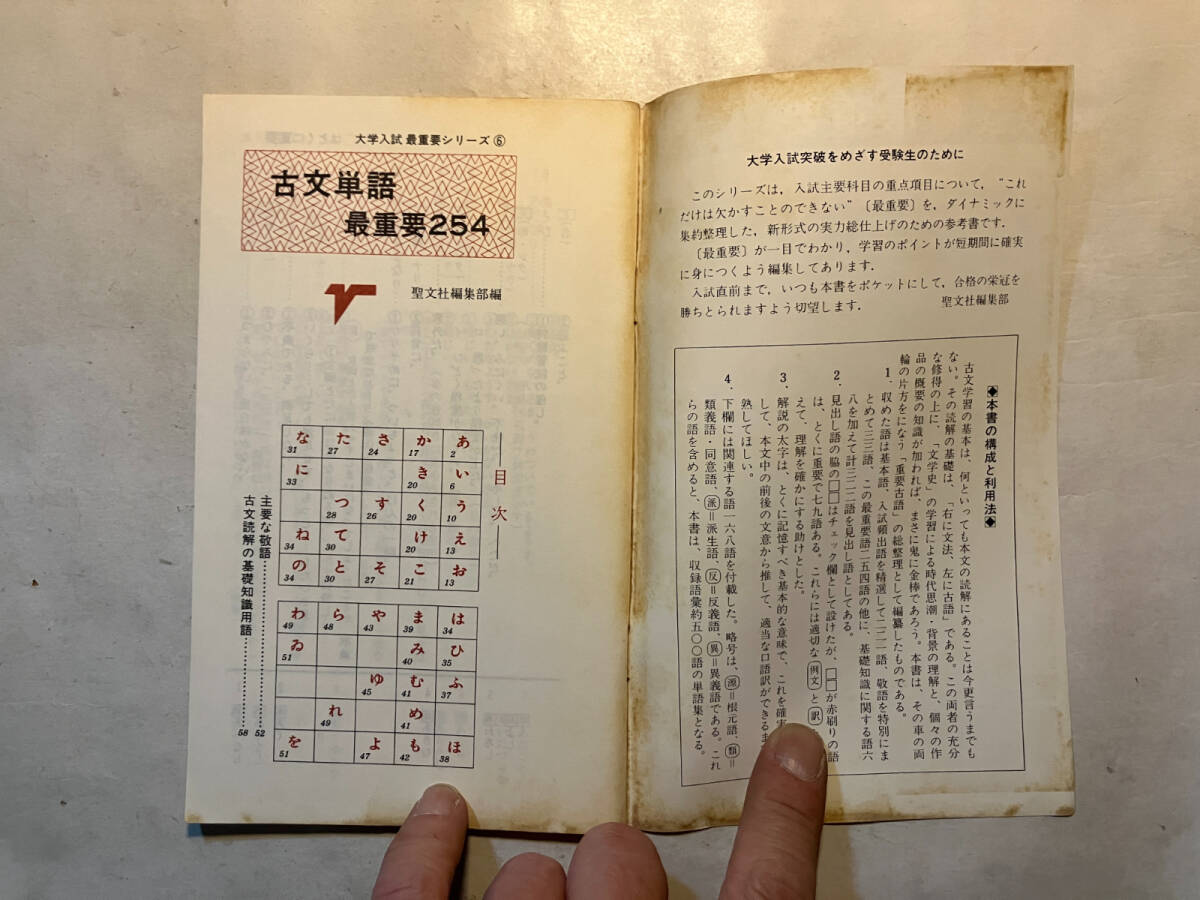 大学入試 最重要シリーズ⑥
古文単語
最重要254
聖文社編集部編
目次
あ 2
い 6
う 10
え 13
お 13
か 17
き 20
く 20
け 20
こ 21
さ 24
す 26
そ 27
た 27
つ 28
て 30
と 30
な 31
に 33
ね 34
の 34
は 34
ひ 35
ふ 37
ほ 38
ま 39
み 40
む 41
め 41
も 42
や 43
ゆ 45
よ 47
ら 48
れ 49
わ 49
ゐ 51
を 51
主要な敬語…………52
古文読解の基礎知識用語…………58
大学入試突破をめざす受験生のために
このシリーズは，入試主要科目の重点項目について，“これ
だけは欠かすことのできない”〔最重要〕を，ダイナミックに
集約整理した，新形式の実力総仕上げのための参考書です．
〔最重要〕が一目でわかり，学習のポイントが短期間に確実
に身につくよう編集してあります．
入試直前まで，いつも本書をポケットにして，合格の栄冠を
勝ちとられますよう切望します．
聖文社編集部
◆本書の構成と利用法◆
古文学習の基本は、何といっても本文の読解にあることは今更言うまでも
ない。その読解の基礎は、「右に文法、左に古語」である。この両者の充分
な修得の上に、「文学史」の学習による時代思潮・背景の理解と、個々の作
品の概要の知識が加われば、まさに鬼に金棒であろう。本書は、その車の両
輪の片方をになう「重要古語」の総整理として編纂したものである。
1．収めた語は基本語、入試頻出語を精選して二二一語、敬語を特別にま
とめて三三語、この最重要語二五四語の他に、基礎知識に関する語六
八を加えて計三二二語を見出し語としてある。
2．見出し語の脇の□□はチェック欄として設けたが、□□が赤刷りの語
は、とくに重要で七九語ある。これらには適切な例文と訳
えて、理解を確かにする助けとした。
3．解説の太字は、とくに記憶すべき基本的な意味で、これを確実
して、本文中の前後の文意から推して、適当な口語訳ができるま
熟してほしい。
4．下欄には関連する語一六八語を付載した。略号は、源＝根元語、類＝
類義語・同意語、派＝派生語、反＝反義語、異＝異義語である。これ
らの語を含めると、本書は、収録語彙約五〇〇語の単語集となる。